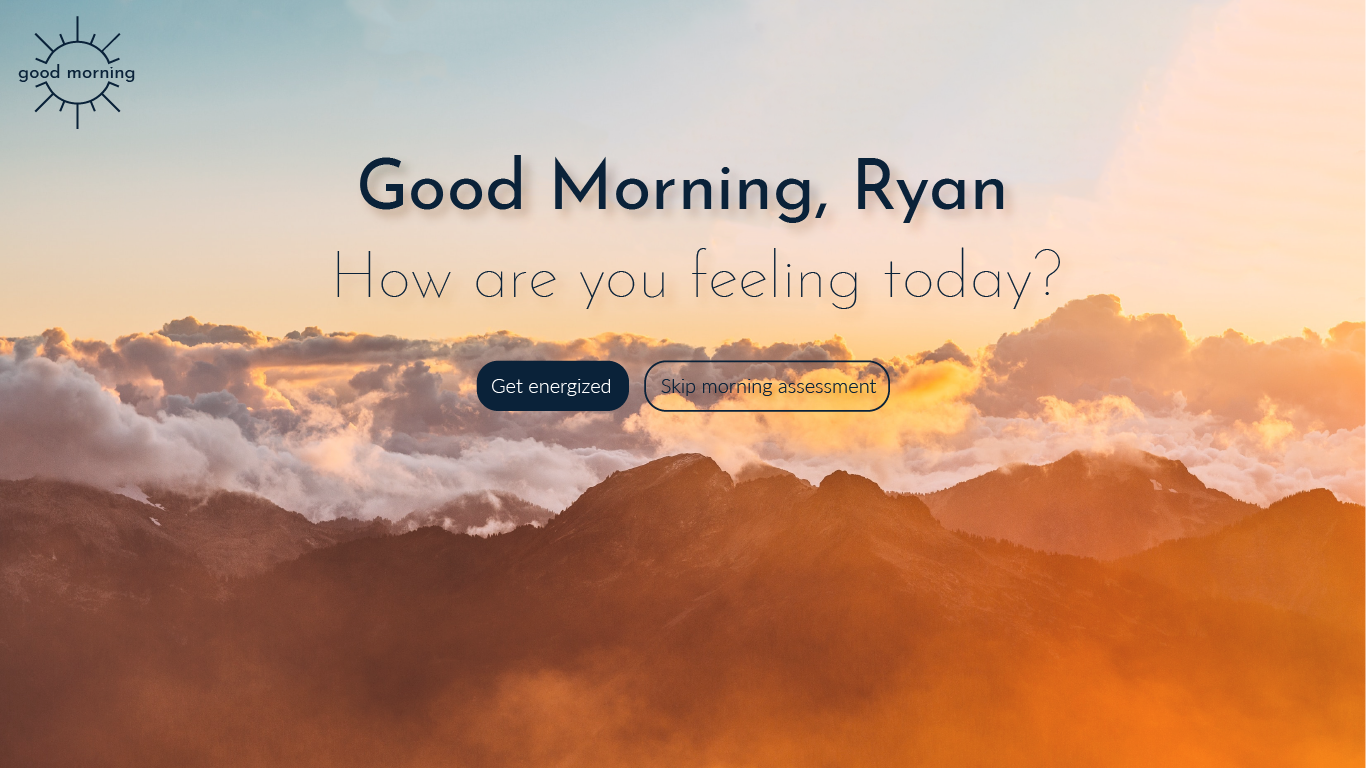 good morning
Good Morning, Ryan
How are you feeling today?
Get energized
Skip morning assessment